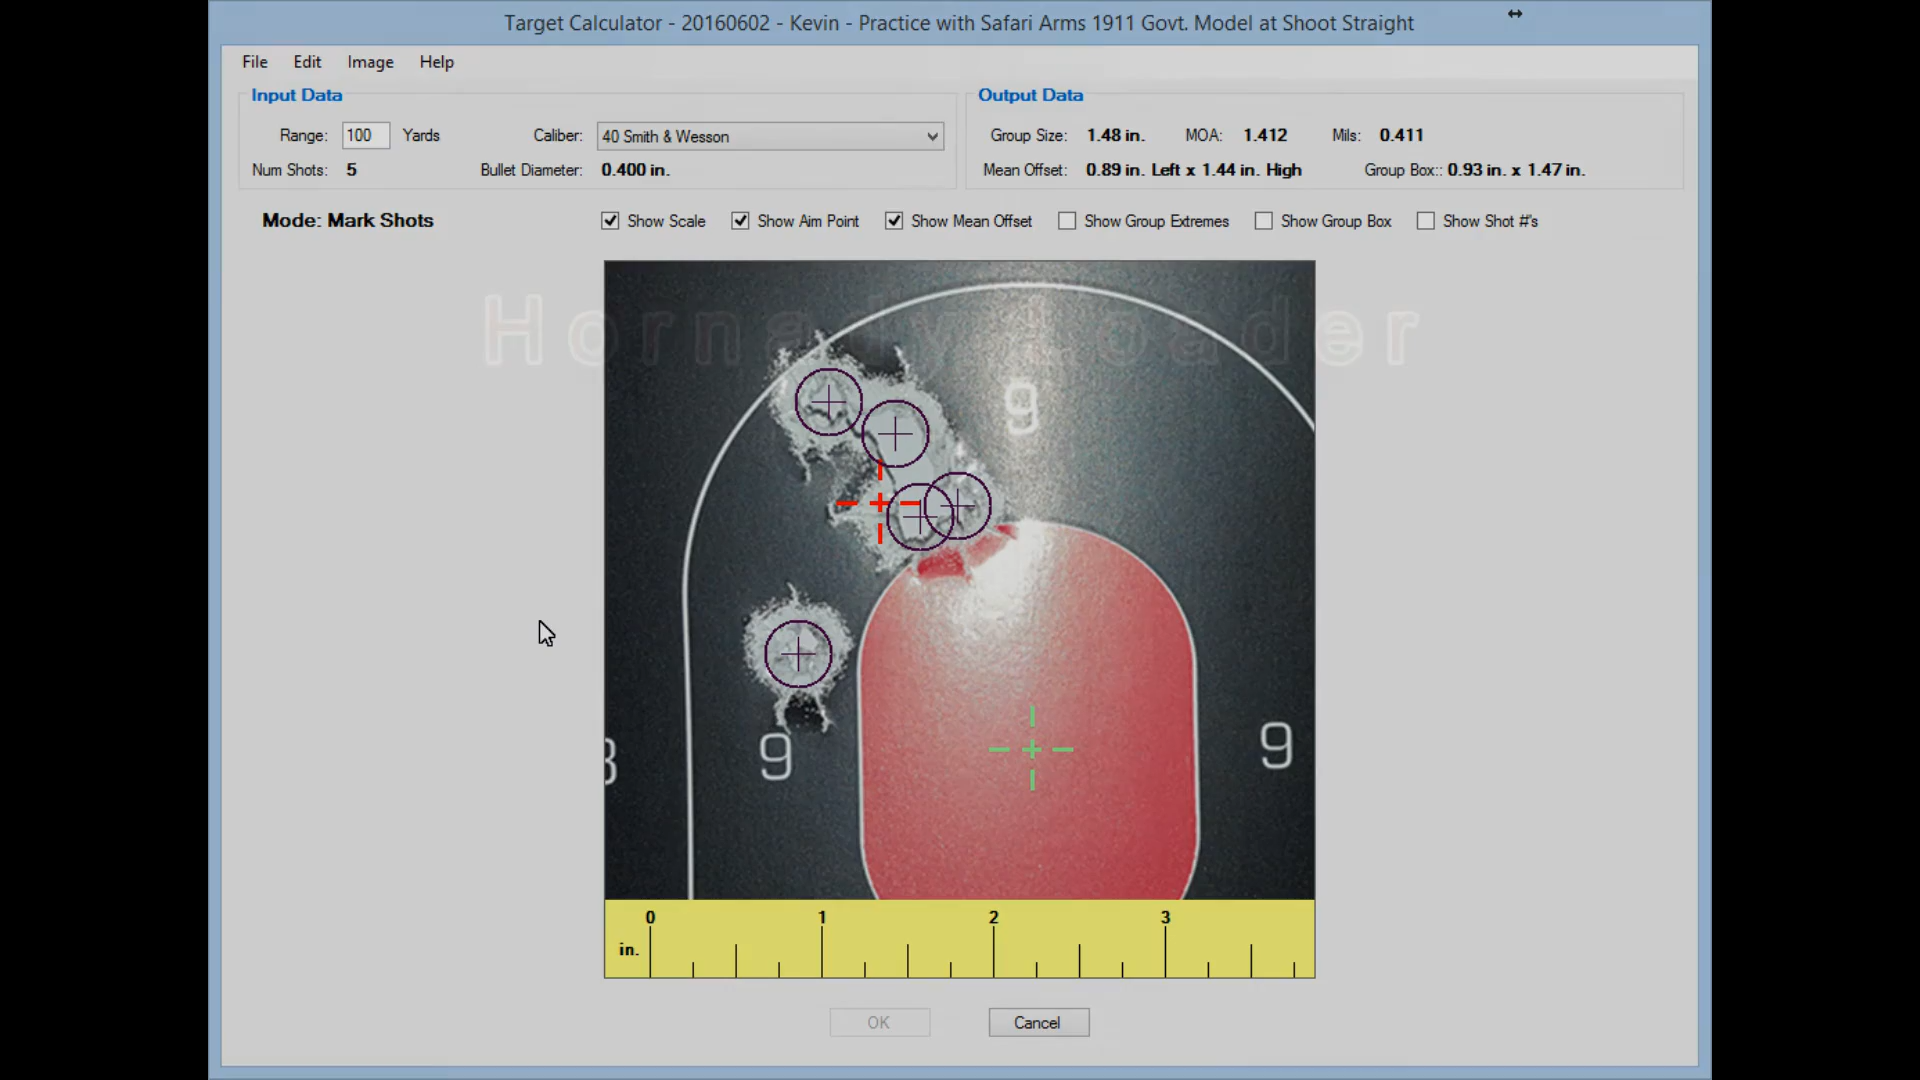 Target Calculator - 20160602 - Kevin - Practice with Safari Arms 1911 Govt. Model at Shoot Straight
File Edit Image Help
Input Data Output Data
Range: 100 Yards Caliber: 40 Smith & Wesson Group Size: 1.48 in. MOA: 1.412 Mils: 0.411
Num Shots: 5 Bullet Diameter: 0.400 in. Mean Offset: 0.89 in. Left x 1.44 in. High Group Box:: 0.93 in. x 1.47 in.
Mode: Mark Shots Show Scale Show Aim Point Show Mean Offset Show Group Extremes Show Group Box Show Shot #'s
Hornady Loader
9
8 9 9
0 1 2 3
in.
OK Cancel